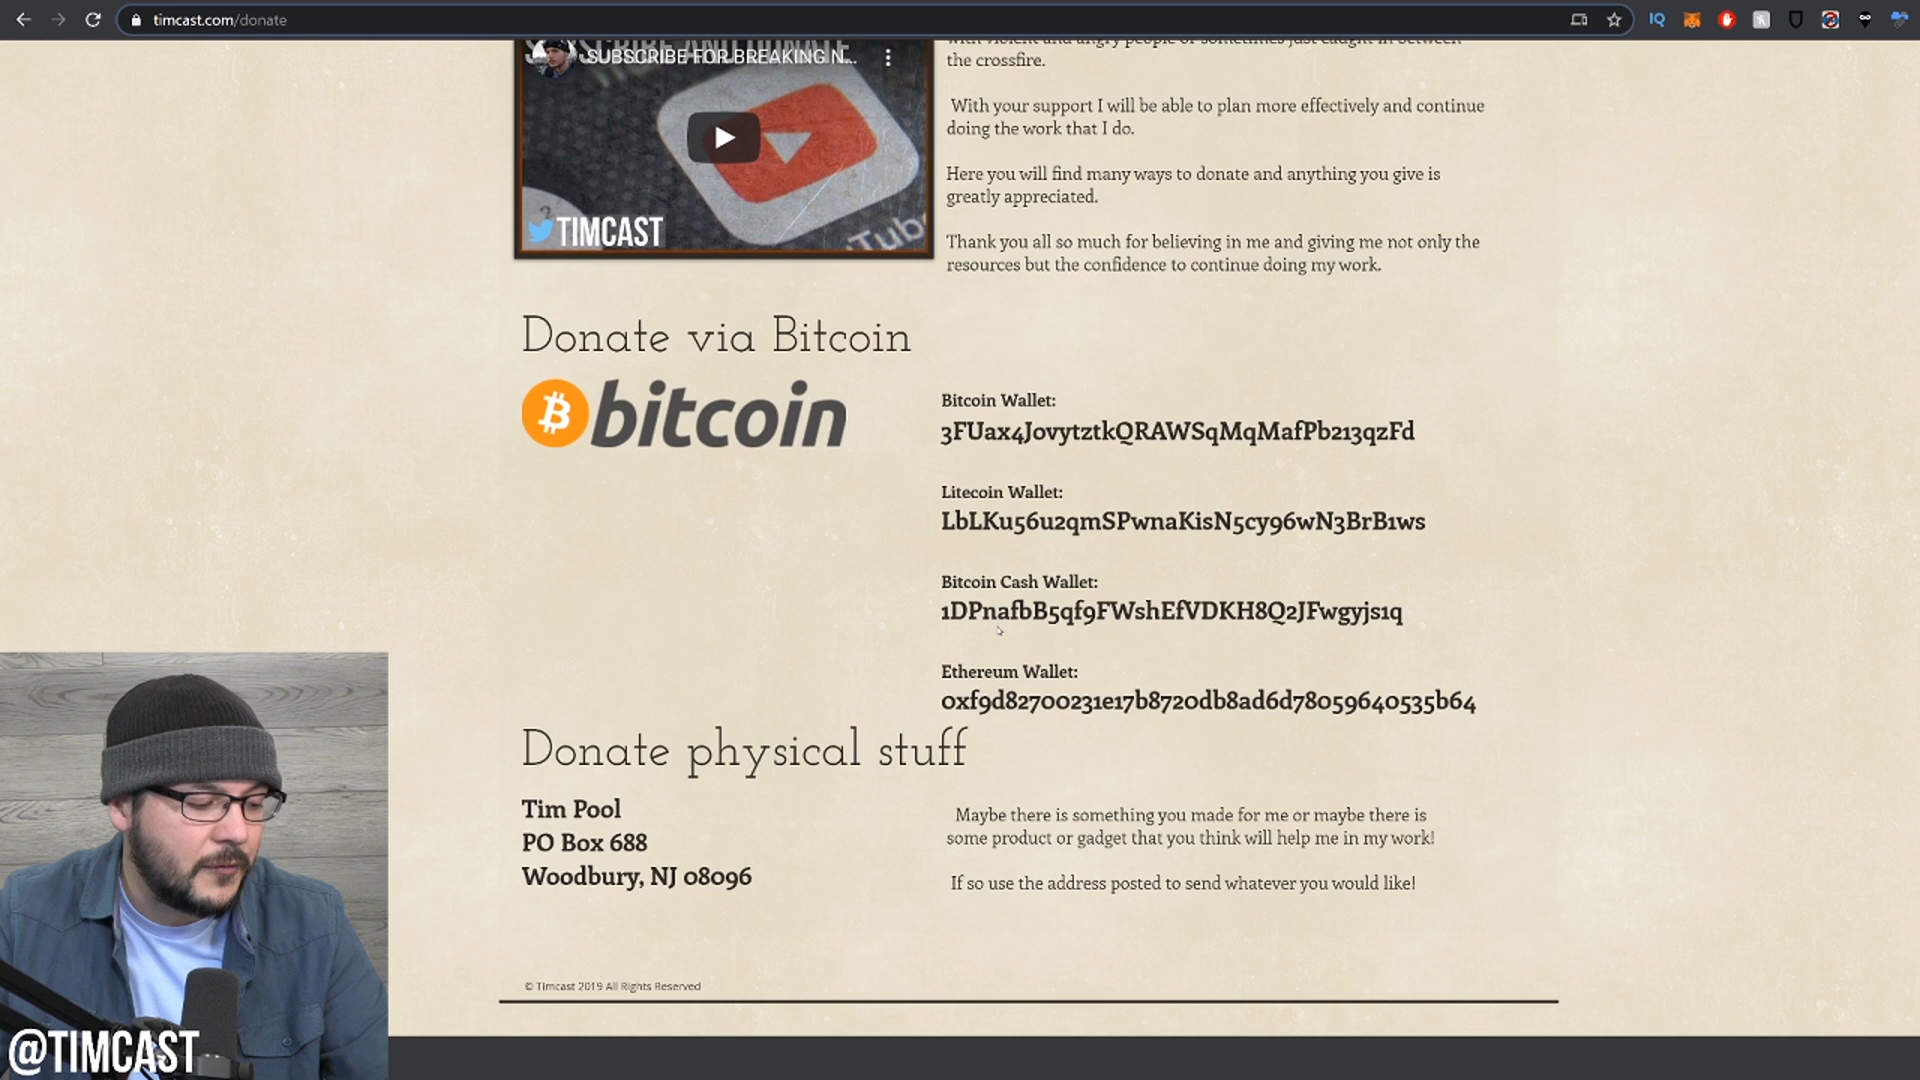 timcast.com/donate
SUBSCRIBE FOR BREAKING N...
TIMCAST
the crossfire.
With your support I will be able to plan more effectively and continue
doing the work that I do.
Here you will find many ways to donate and anything you give is
greatly appreciated.
Thank you all so much for believing in me and giving me not only the
resources but the confidence to continue doing my work.
Donate via Bitcoin
bitcoin
Bitcoin Wallet:
3FUax4JovytztkQRAWSqMqMafPb213qzFd
Litecoin Wallet:
LbLKu56u2qmSPwnaKisN5cy96wN3BrB1ws
Bitcoin Cash Wallet:
1DPnafbB5qf9FWshEfVDKH8Q2JFwgyjs1q
Ethereum Wallet:
0xf9d82700231e17b8720db8ad6d78059640535b64
Donate physical stuff
Tim Pool
PO Box 688
Woodbury, NJ 08096
Maybe there is something you made for me or maybe there is
some product or gadget that you think will help me in my work!
If so use the address posted to send whatever you would like!
© Timcast 2019 All Rights Reserved
@TIMCAST